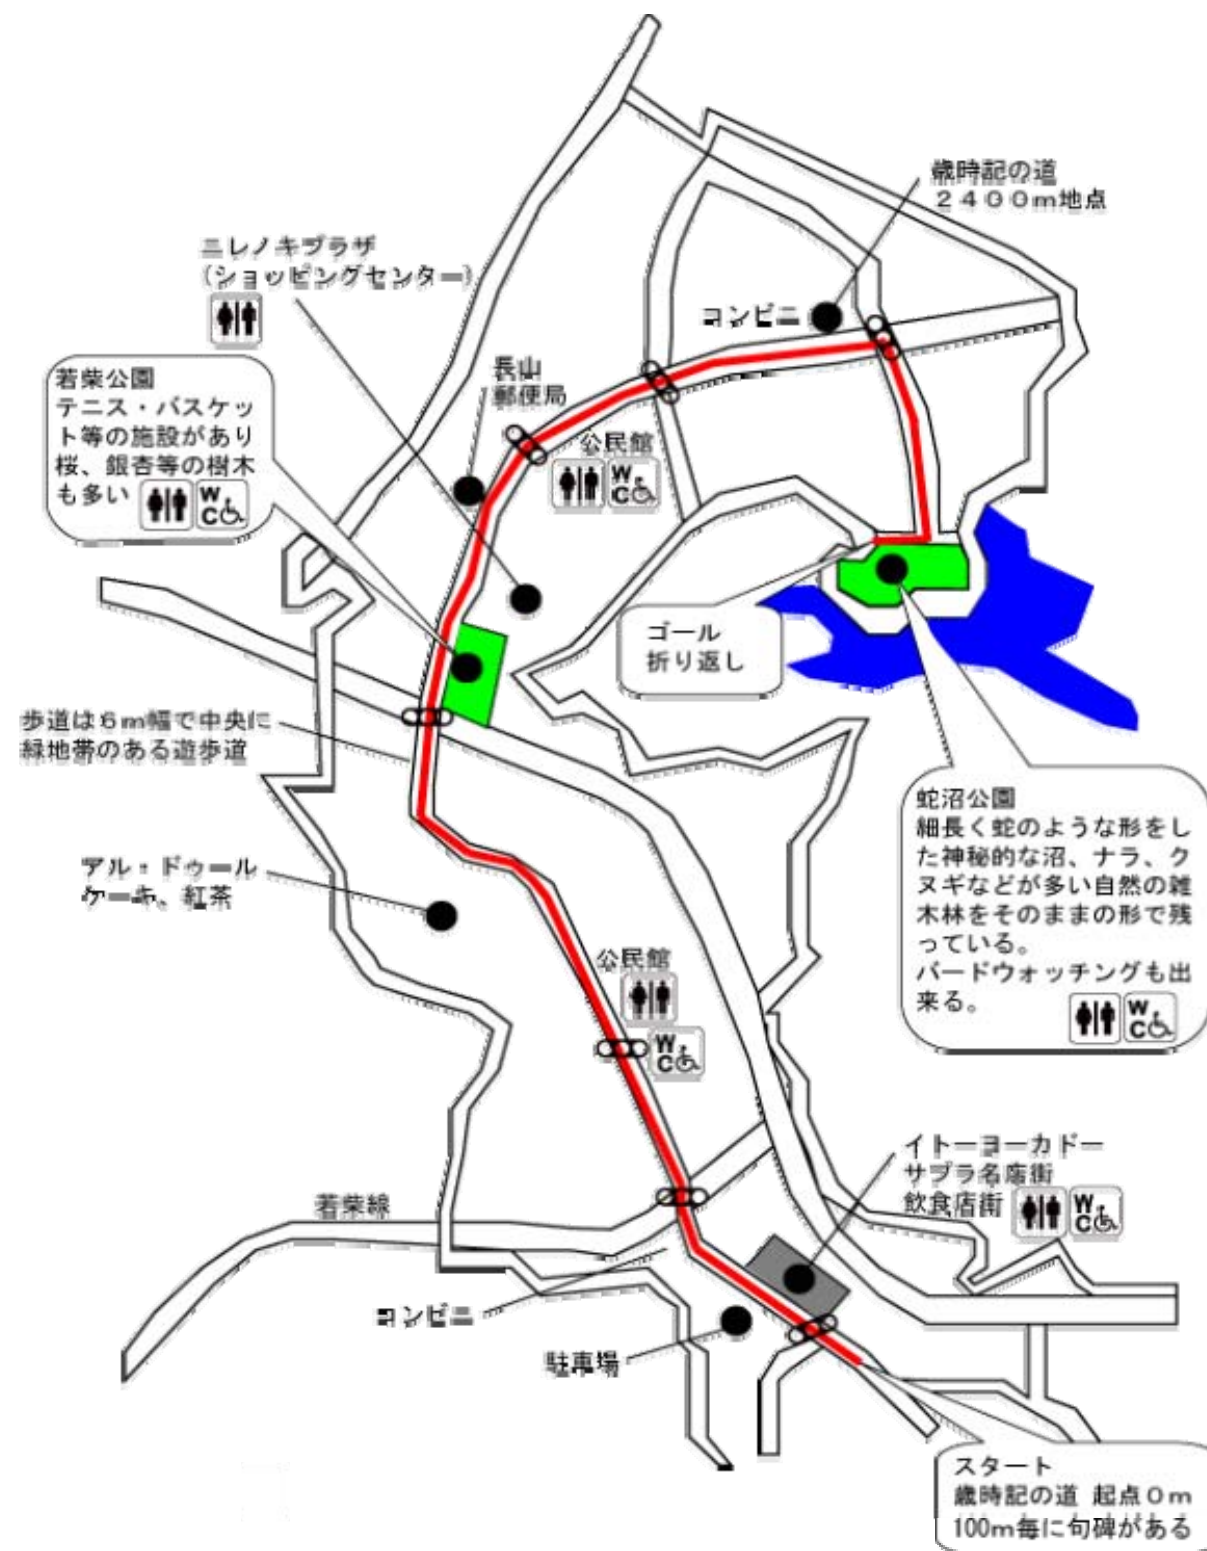 歳時記の道
２４００ｍ地点
ニレノキプラザ
(ショッピングセンター)
コンビニ
若柴公園
テニス・バスケッ
ト等の施設があり
桜、銀杏等の樹木
も多い
WC
長山
郵便局
公民館
WC
ゴール
折り返し
歩道は６ｍ幅で中央に
緑地帯のある遊歩道
蛇沼公園
細長く蛇のような形をし
た神秘的な沼、ナラ、ク
ヌギなどが多い自然の雑
木林をそのままの形で残
っている。
バードウォッチングも出
来る。
WC
アル・ドゥール
ケーキ、紅茶
公民館
WC
イトーヨーカドー
サプラ名店街
飲食店街
WC
若柴線
コンビニ
駐車場
スタート
歳時記の道 起点０ｍ
100ｍ毎に句碑がある